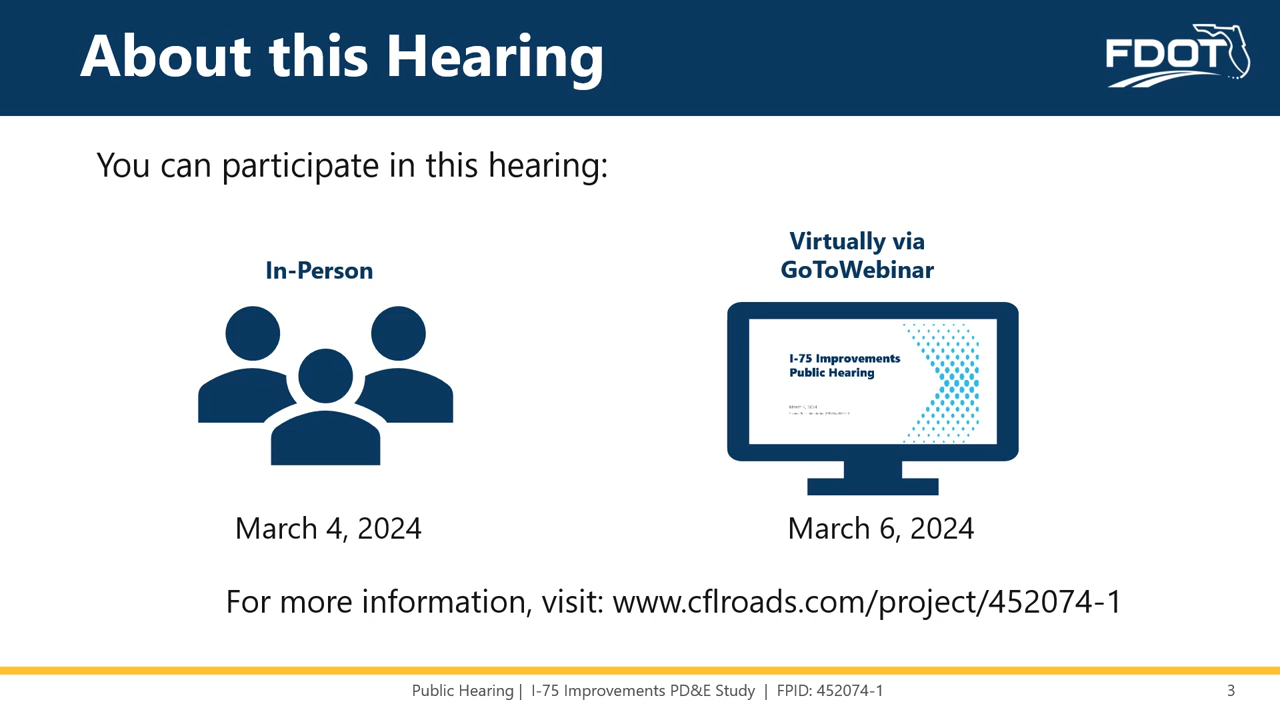 About this Hearing
FDOT
You can participate in this hearing:
In-Person
Virtually via
GoToWebinar
I-75 Improvements
Public Hearing
March 4, 2024
March 6, 2024
For more information, visit: www.cflroads.com/project/452074-1
Public Hearing | I-75 Improvements PD&E Study | FPID: 452074-1
3